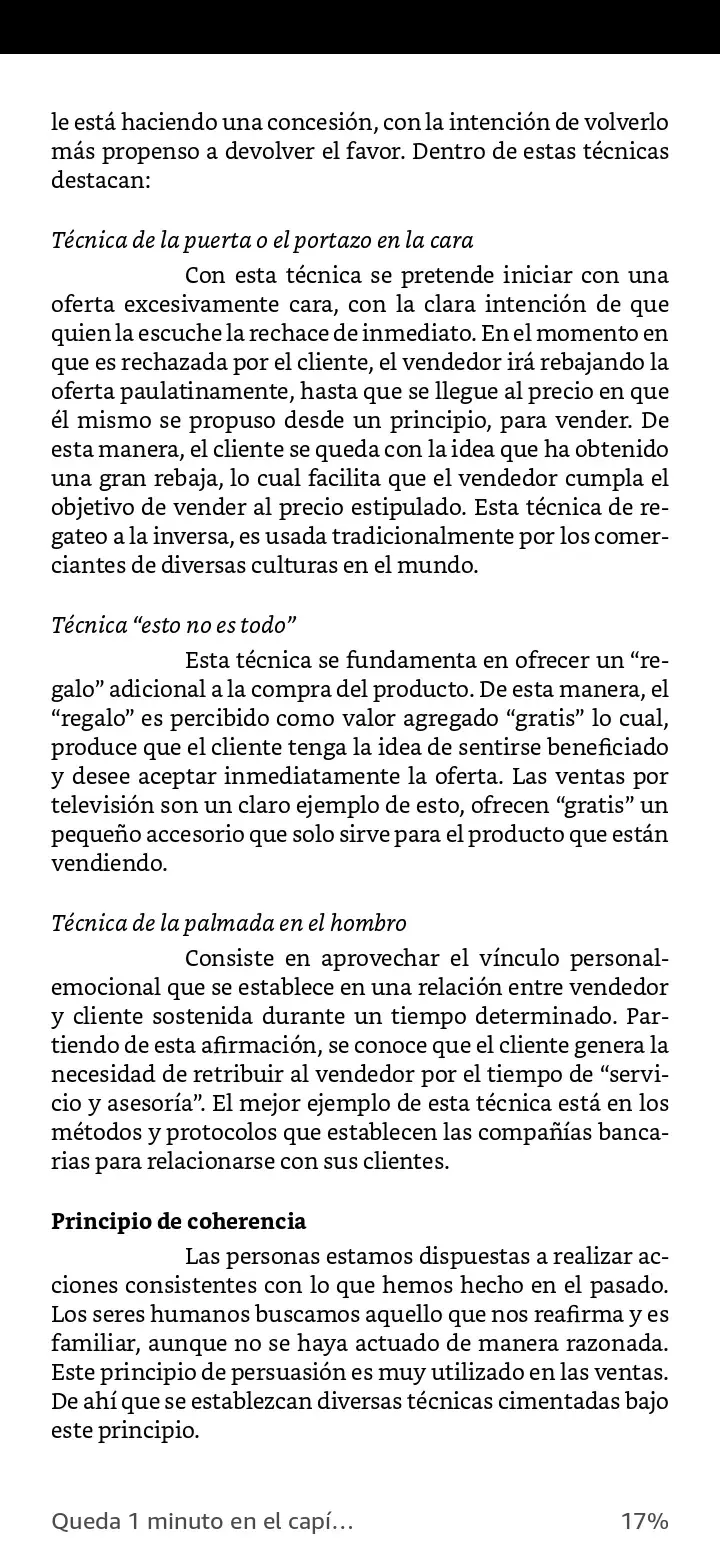 le está haciendo una concesión, con la intención de volverlo
más propenso a devolver el favor. Dentro de estas técnicas
destacan:
Técnica de la puerta o el portazo en la cara
Con esta técnica se pretende iniciar con una
oferta excesivamente cara, con la clara intención de que
quien la escuche la rechace de inmediato. En el momento en
que es rechazada por el cliente, el vendedor irá rebajando la
oferta paulatinamente, hasta que se llegue al precio en que
él mismo se propuso desde un principio, para vender. De
esta manera, el cliente se queda con la idea que ha obtenido
una gran rebaja, lo cual facilita que el vendedor cumpla el
objetivo de vender al precio estipulado. Esta técnica de re-
gateo a la inversa, es usada tradicionalmente por los comer-
ciantes de diversas culturas en el mundo.
Técnica “esto no es todo”
Esta técnica se fundamenta en ofrecer un “re-
galo” adicional a la compra del producto. De esta manera, el
“regalo” es percibido como valor agregado “gratis” lo cual,
produce que el cliente tenga la idea de sentirse beneficiado
y desee aceptar inmediatamente la oferta. Las ventas por
televisión son un claro ejemplo de esto, ofrecen “gratis” un
pequeño accesorio que solo sirve para el producto que están
vendiendo.
Técnica de la palmada en el hombro
Consiste en aprovechar el vínculo personal-
emocional que se establece en una relación entre vendedor
y cliente sostenida durante un tiempo determinado. Par-
tiendo de esta afirmación, se conoce que el cliente genera la
necesidad de retribuir al vendedor por el tiempo de “servi-
cio y asesoría”. El mejor ejemplo de esta técnica está en los
métodos y protocolos que establecen las compañías banca-
rias para relacionarse con sus clientes.
Principio de coherencia
Las personas estamos dispuestas a realizar ac-
ciones consistentes con lo que hemos hecho en el pasado.
Los seres humanos buscamos aquello que nos reafirma y es
familiar, aunque no se haya actuado de manera razonada.
Este principio de persuasión es muy utilizado en las ventas.
De ahí que se establezcan diversas técnicas cimentadas bajo
este principio.
Queda 1 minuto en el capí... 17%